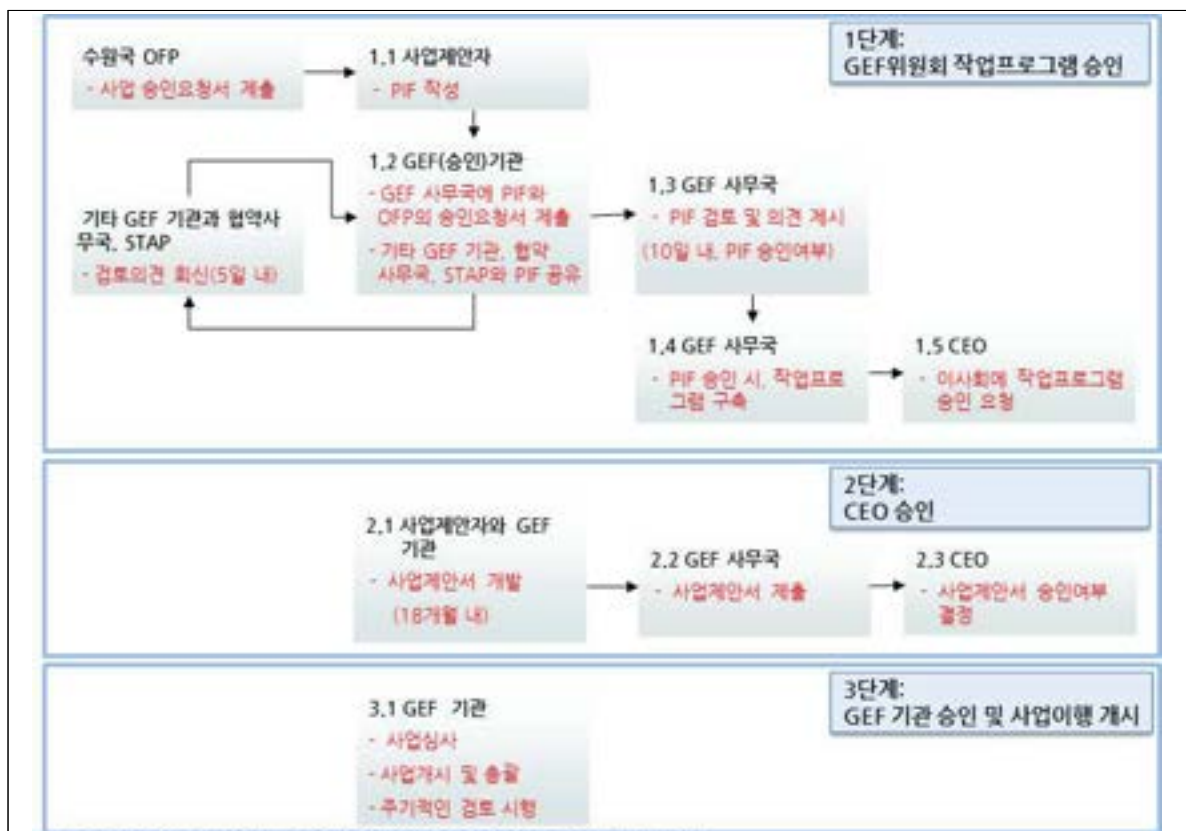 1단계:
GEF위원회 작업프로그램 승인
수원국 OFP
- 사업 승인요청서 제출
1.1 사업제안자
- PIF 작성
1.2 GEF(승인)기관
- GEF 사무국에 PIF와
OFP의 승인요청서 제출
- 기타 GEF 기관, 협약
사무국, STAP와 PIF 공유
기타 GEF 기관과 협약사
무국, STAP
- 검토의견 회신(5일 내)
1.3 GEF 사무국
- PIF 검토 및 의견 제시
(10일 내, PIF 승인여부)
1.4 GEF 사무국
- PIF 승인 시, 작업프로
그램 구축
1.5 CEO
- 이사회에 작업프로그램
승인 요청
2단계:
CEO 승인
2.1 사업제안자와 GEF
기관
- 사업제안서 개발
(18개월 내)
2.2 GEF 사무국
- 사업제안서 제출
2.3 CEO
- 사업제안서 승인여부
결정
3단계:
GEF 기관 승인 및 사업이행 개시
3.1 GEF 기관
- 사업심사
- 사업개시 및 총괄
- 주기적인 검토 시행